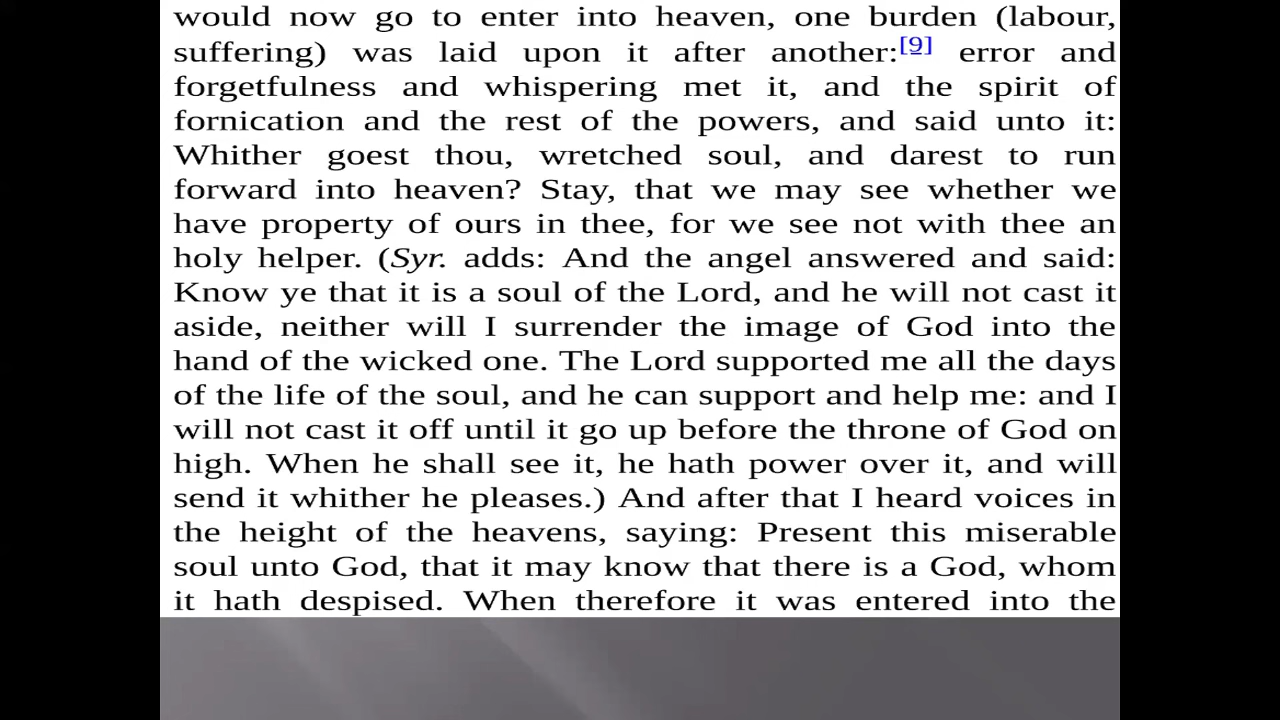 would now go to enter into heaven, one burden (labour,
suffering) was laid upon it after another:[9] error and
forgetfulness and whispering met it, and the spirit of
fornication and the rest of the powers, and said unto it:
Whither goest thou, wretched soul, and darest to run
forward into heaven? Stay, that we may see whether we
have property of ours in thee, for we see not with thee an
holy helper. (Syr. adds: And the angel answered and said:
Know ye that it is a soul of the Lord, and he will not cast it
aside, neither will I surrender the image of God into the
hand of the wicked one. The Lord supported me all the days
of the life of the soul, and he can support and help me: and I
will not cast it off until it go up before the throne of God on
high. When he shall see it, he hath power over it, and will
send it whither he pleases.) And after that I heard voices in
the height of the heavens, saying: Present this miserable
soul unto God, that it may know that there is a God, whom
it hath despised. When therefore it was entered into the